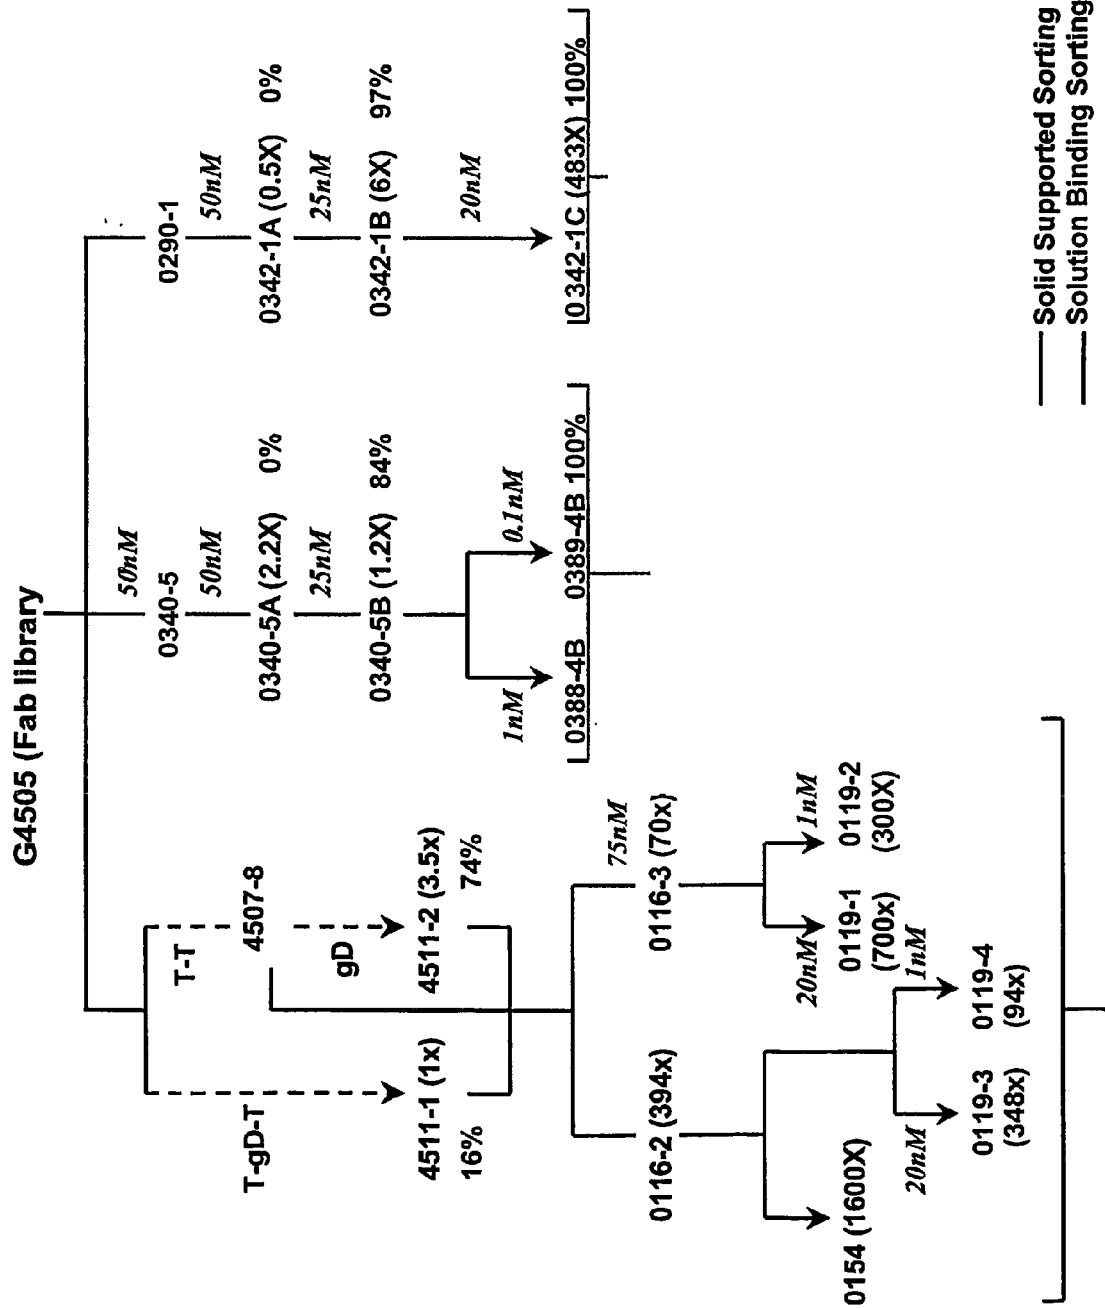 G4505 (Fab library
T-gD-T
T-T
4507-8
gD
4511-1 (1x)
16%
4511-2 (3.5x)
74%
0116-2 (394x)
75nM
0116-3 (70x}
0154 (1600X)
20nM
0119-3
(348x)
1nM
0119-4
(94x)
20nM
0119-1
(700x)
1nM
0119-2
(300X)
50nM
0340-5
50nM
0340-5A (2.2X) 0%
25nM
0340-5B (1.2X) 84%
1nM
0.1nM
0388-4B 0389-4B 100%
0290-1
50nM
0342-1A (0.5X) 0%
25nM
0342-1B (6X) 97%
20nM
0342-1C (483X) 100%
Solid Supported Sorting
Solution Binding Sorting